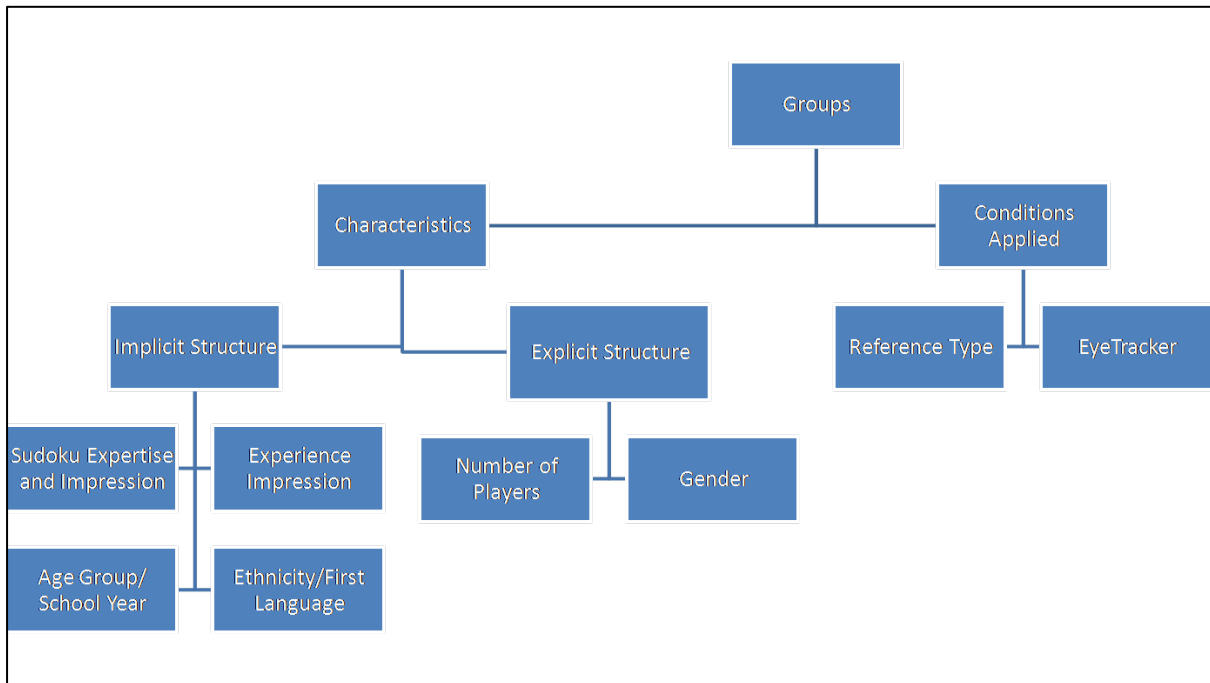 Groups
Characteristics
Conditions
Applied
Implicit Structure
Explicit Structure
Reference Type
EyeTracker
Sudoku Expertise
and Impression
Experience
Impression
Number of
Players
Gender
Age Group/
School Year
Ethnicity/First
Language